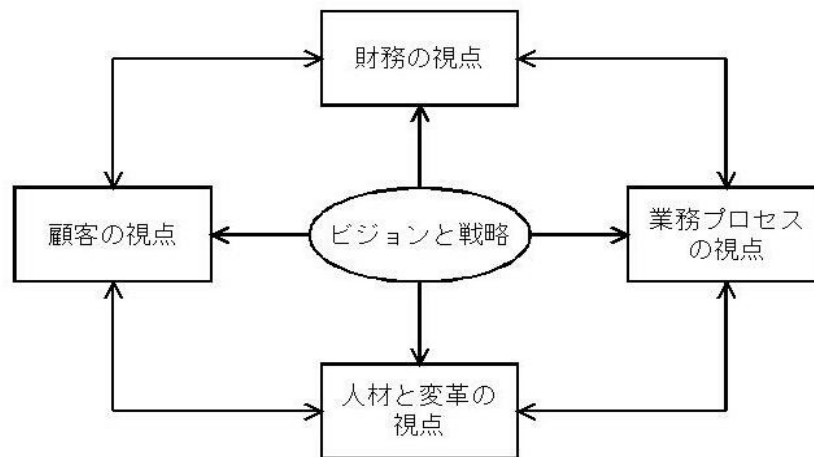 財務の視点
顧客の視点
ビジョンと戦略
業務プロセス
の視点
人材と変革の
視点